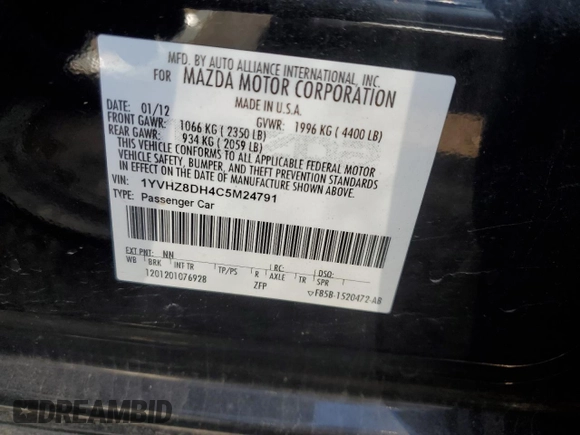 MFD. BY AUTO ALLIANCE INTERNATIONAL, INC.
FOR MAZDA MOTOR CORPORATION
MADE IN U.S.A.
DATE: 01/12 GVWR: 1996 KG ( 4400 LB)
FRONT GAWR: 1066 KG ( 2350 LB)
REAR GAWR: 934 KG ( 2059 LB)
THIS VEHICLE CONFORMS TO ALL APPLICABLE FEDERAL MOTOR
VEHICLE SAFETY, BUMPER, AND THEFT PREVENTION STANDARDS
IN EFFECT ON THE DATE OF MANUFACTURE SHOWN ABOVE.
VIN: 1YVHZ8DH4C5M24791
TYPE: Passenger Car
EXT PNT: NN RC: DSO:
WB BRK INT TR TP/PS R AXLE TR SPR
1201201076928 ZFP F85B-1520472-AB
DREAMBID